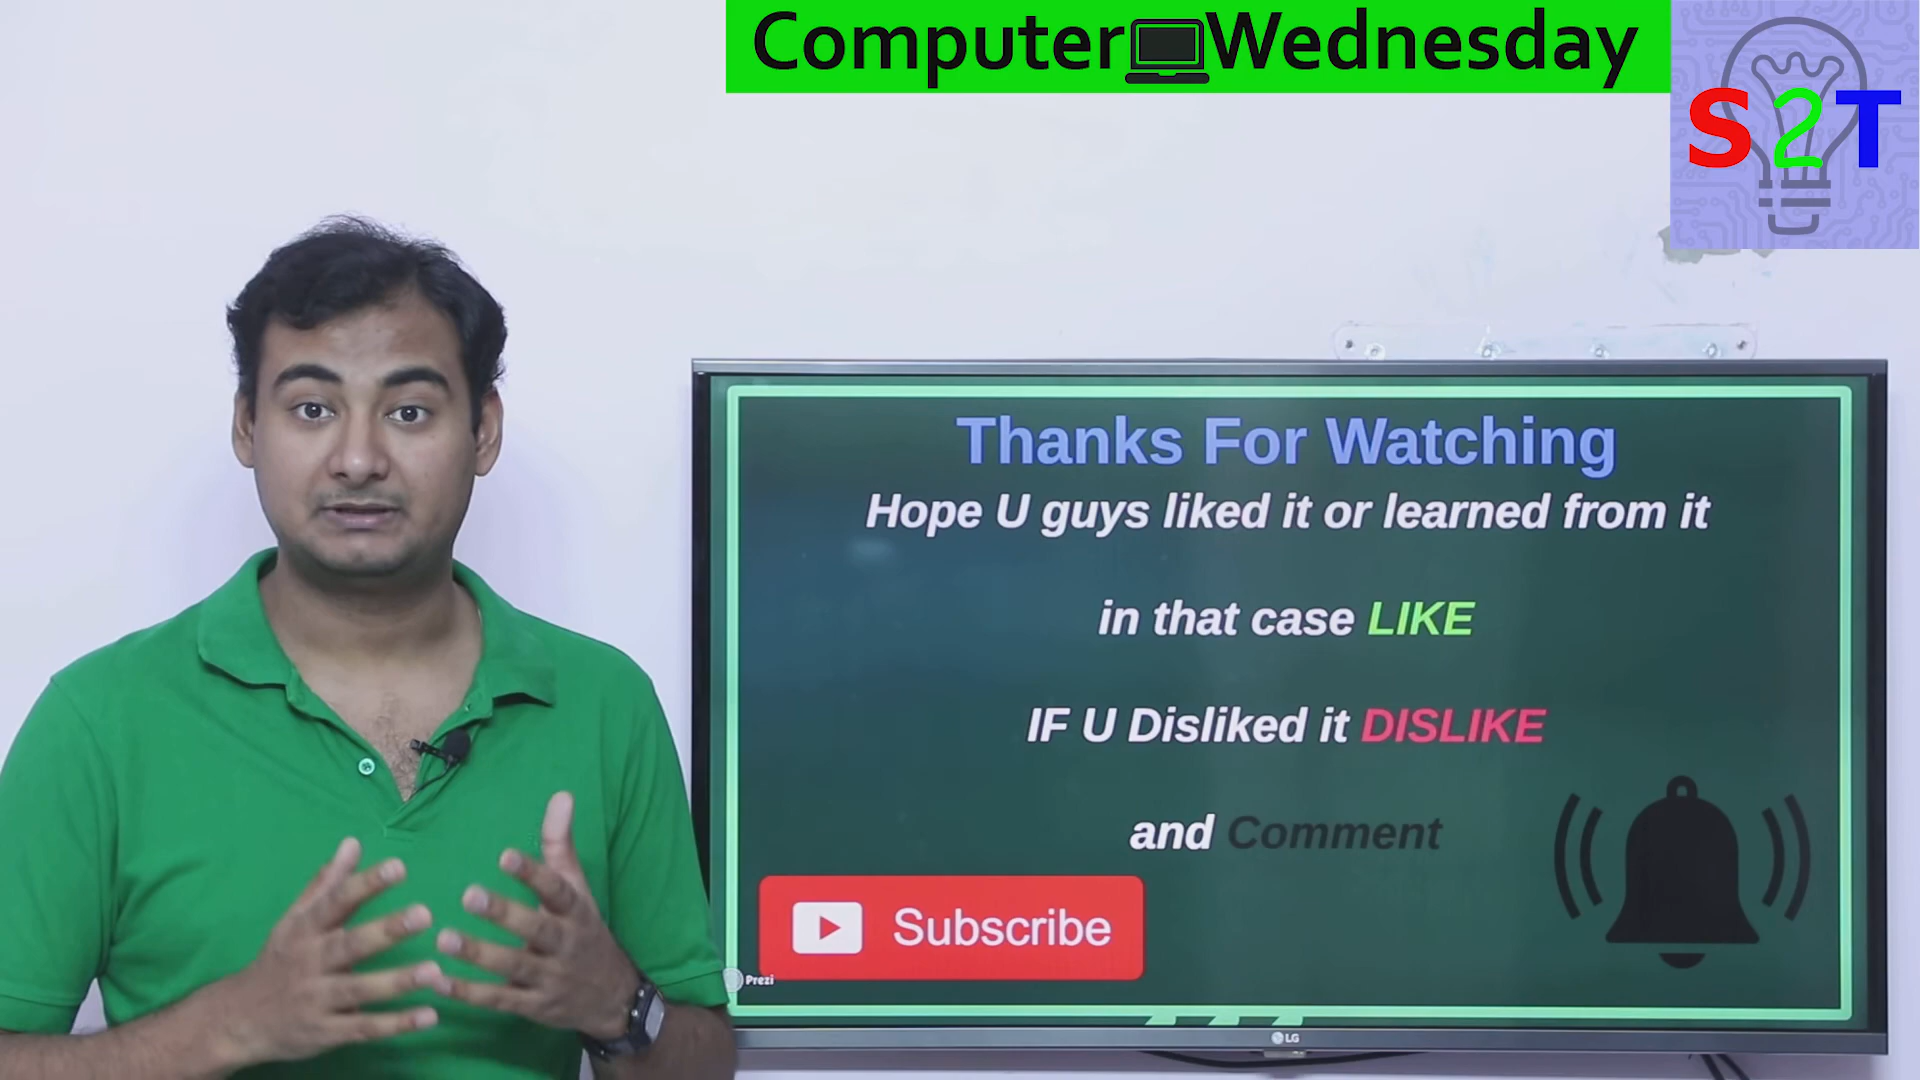 Computer Wednesday
S2T
Thanks For Watching
Hope U guys liked it or learned from it
in that case LIKE
IF U Disliked it DISLIKE
and Comment
Subscribe
Prezi
LG